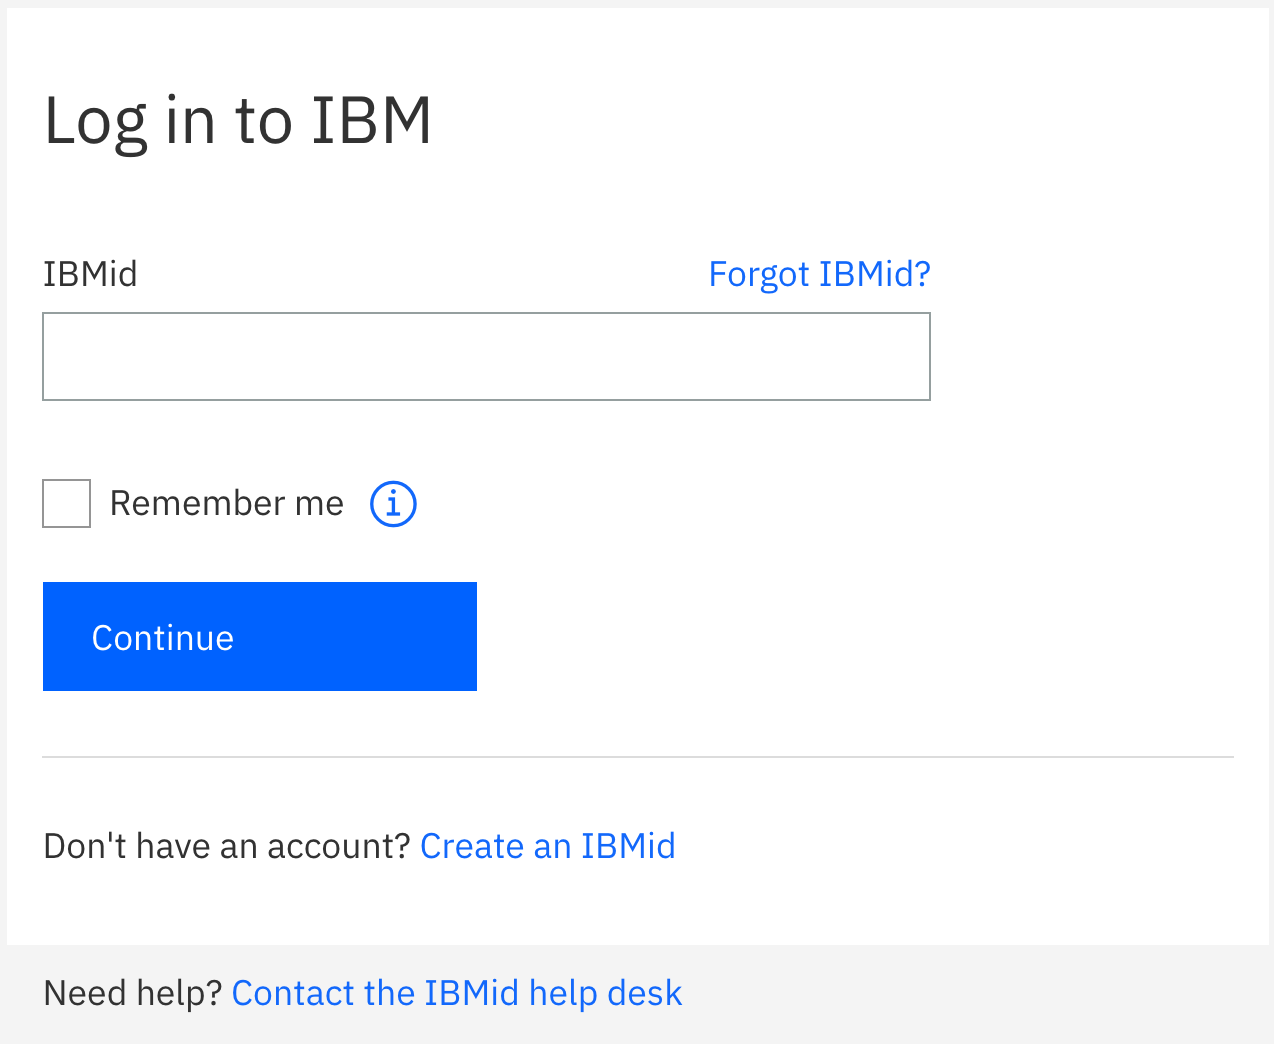 Log in to IBM
IBMid
Forgot IBMid?
Remember me
Continue
Don't have an account? Create an IBMid
Need help? Contact the IBMid help desk